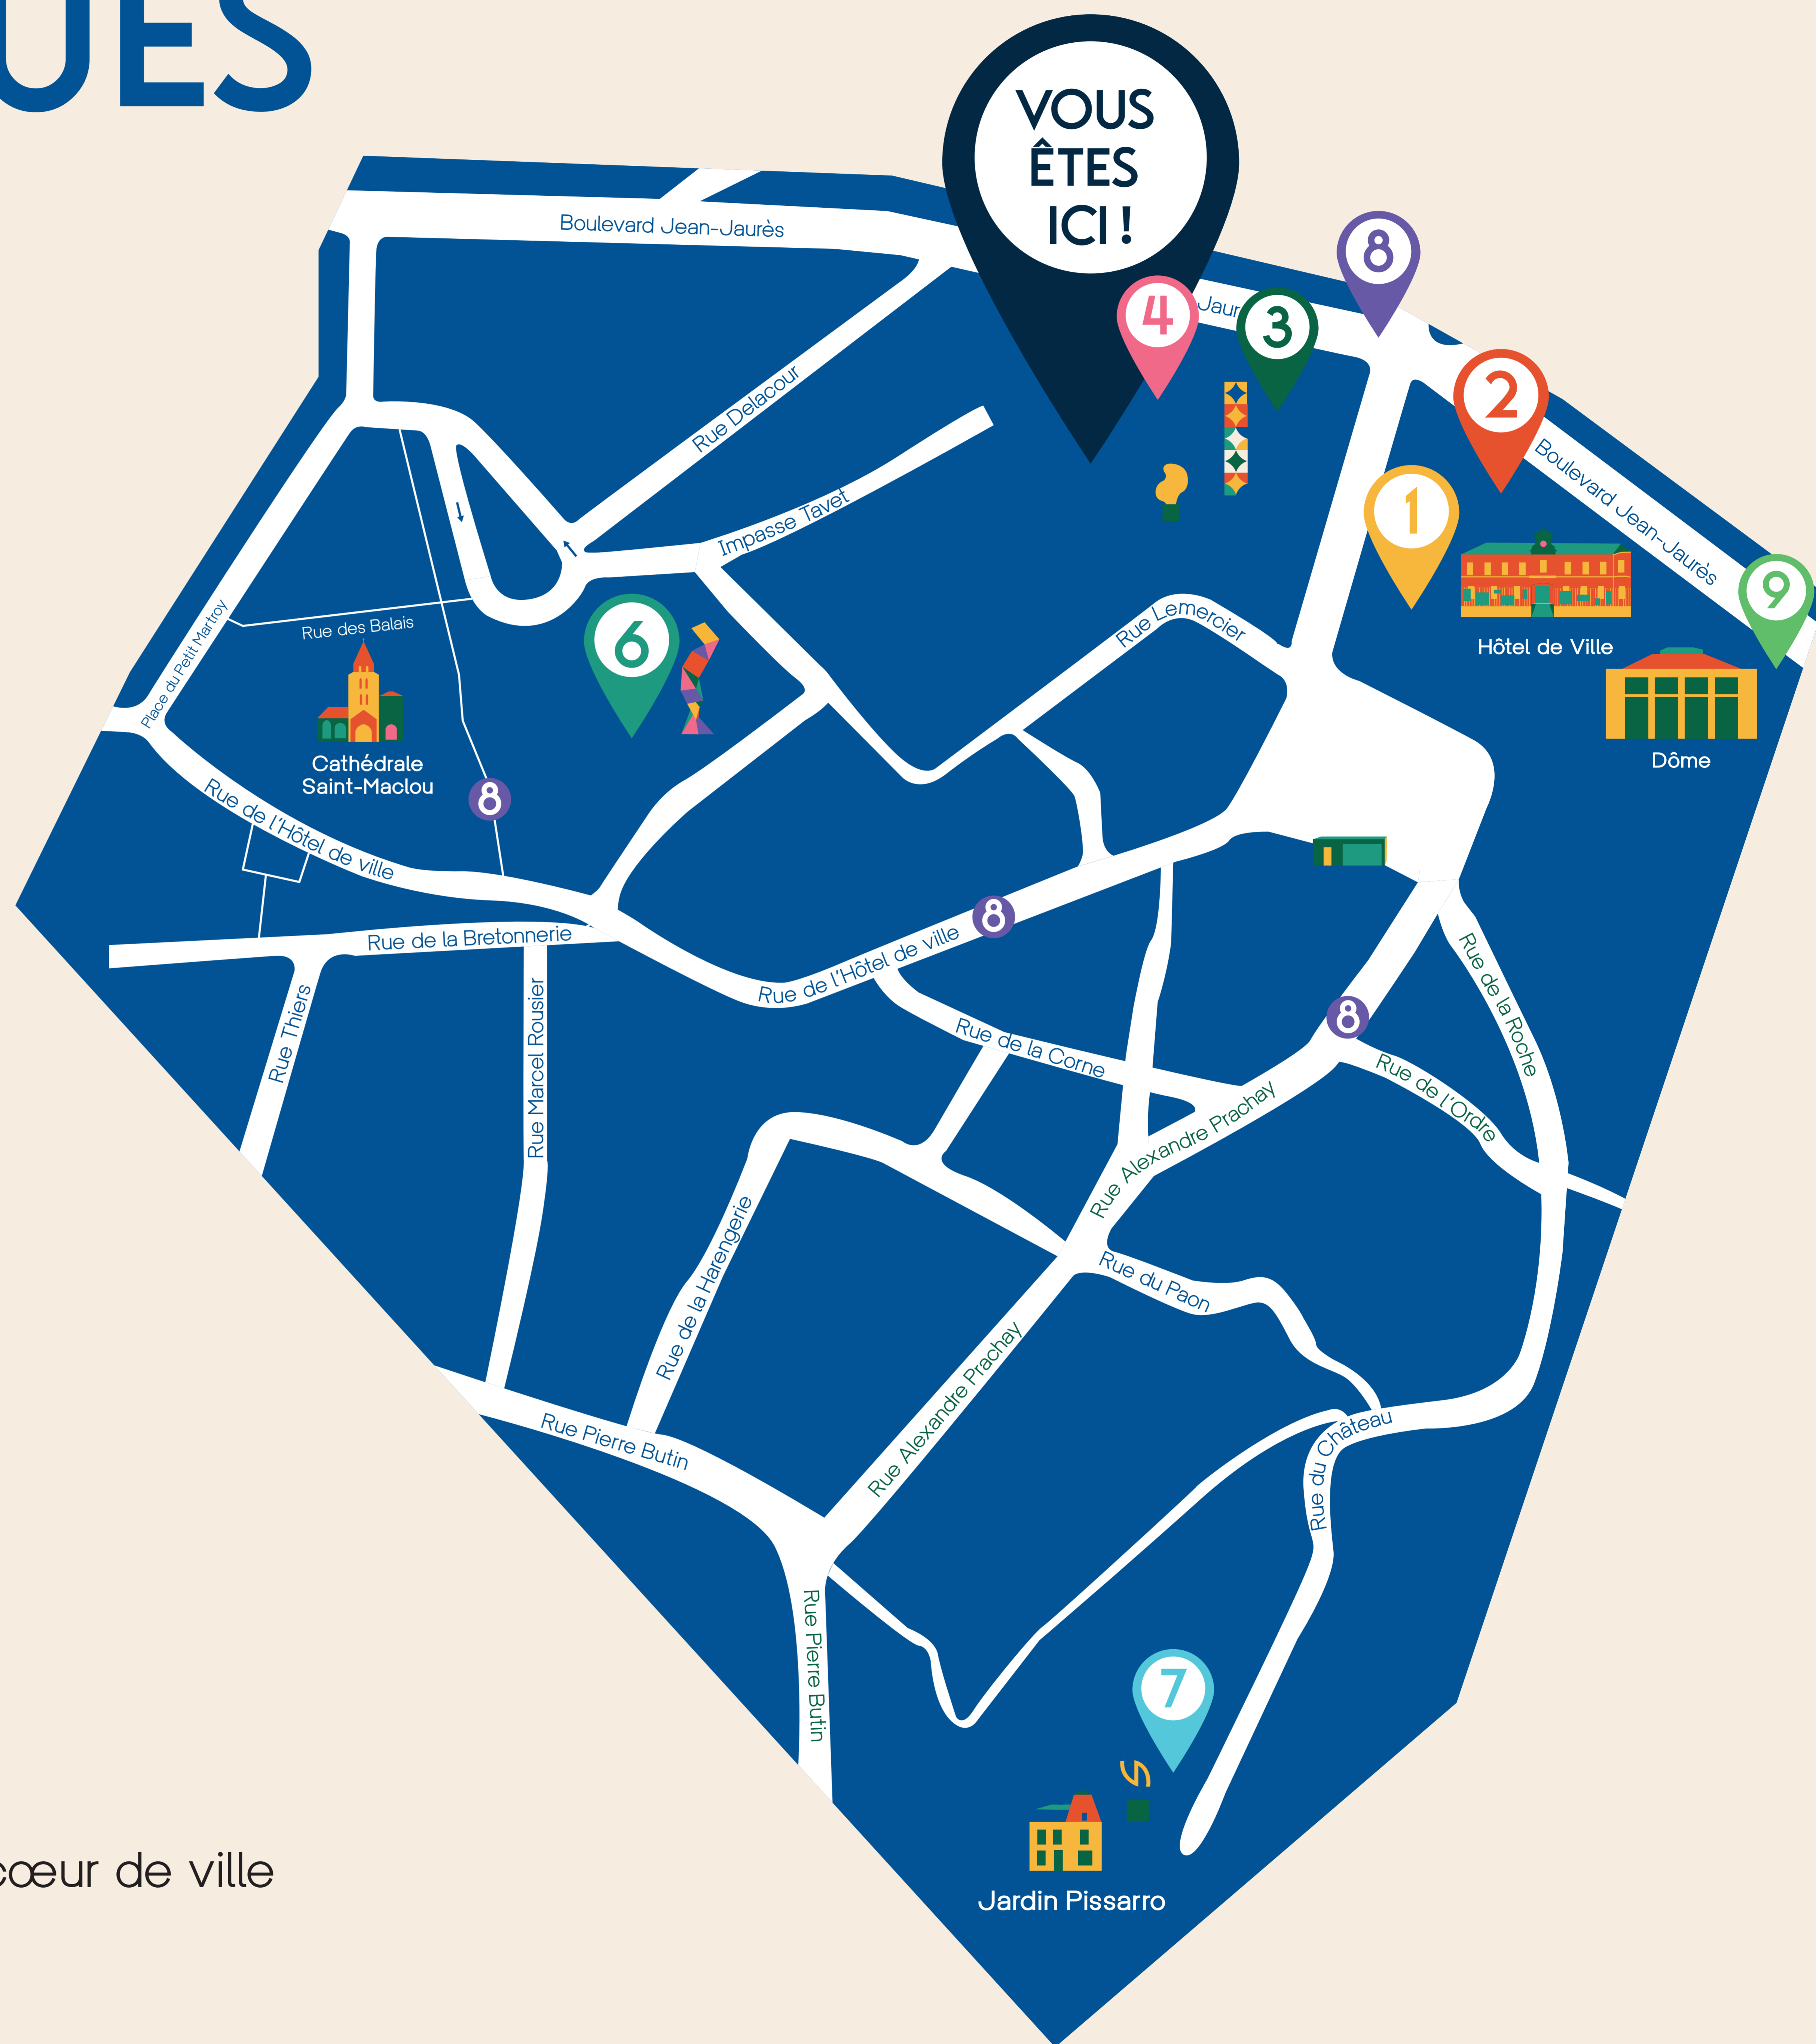 UES
VOUS
ÊTES
ICI !
Boulevard Jean-Jaurès
Jaur
8
4
3
2
Boulevard Jean-Jaurès
1
9
Rue Delacour
Impasse Tavet
Hôtel de Ville
Dôme
Place du Petit Martroy
Rue des Balais
6
Rue Lemercier
Cathédrale
Saint-Maclou
8
Rue de l'Hôtel de ville
Rue de la Bretonnerie
8
Rue de l'Hôtel de ville
8
Rue de la Roche
Rue Thiers
Rue Marcel Rousier
Rue de la Corne
Rue de l'Ordre
Rue Alexandre Prachay
Rue de la Harengerie
Rue du Paon
Rue Alexandre Prachay
Rue Pierre Butin
Rue du Château
Rue Pierre Butin
7
Jardin Pissarro
cœur de ville